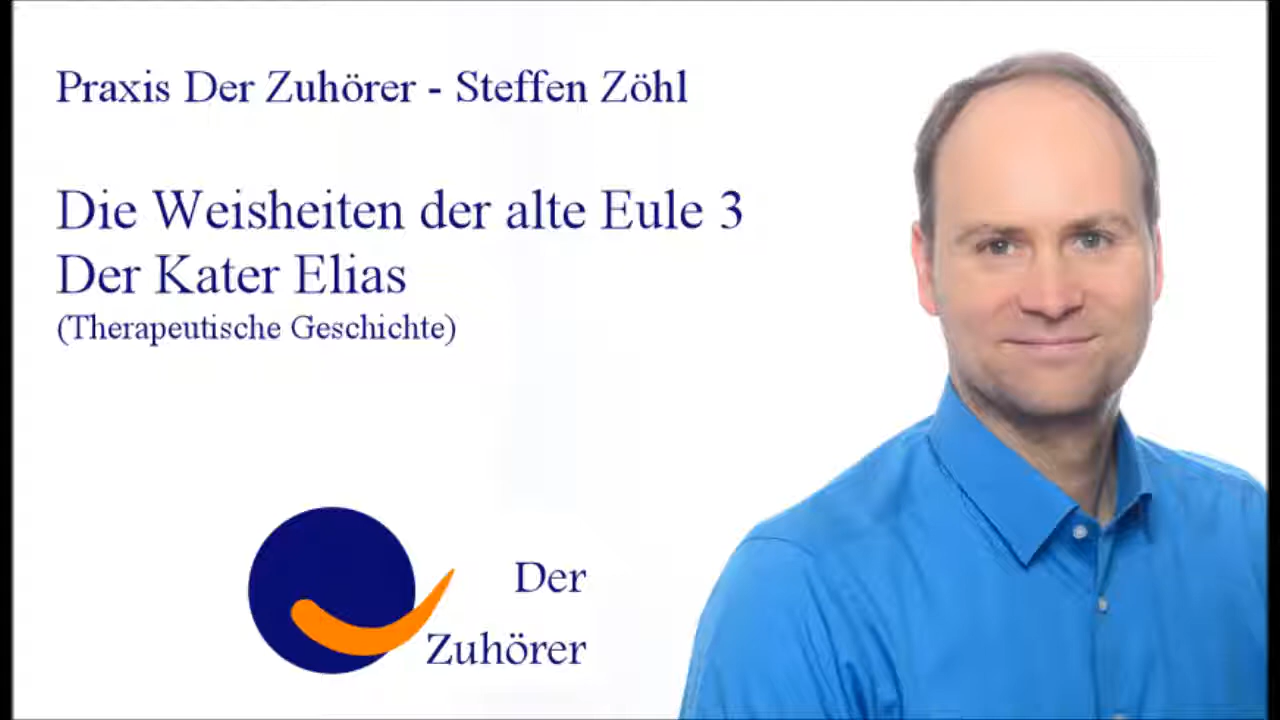 Praxis Der Zuhörer - Steffen Zöhl
Die Weisheiten der alte Eule 3
Der Kater Elias
(Therapeutische Geschichte)
Der
Zuhörer